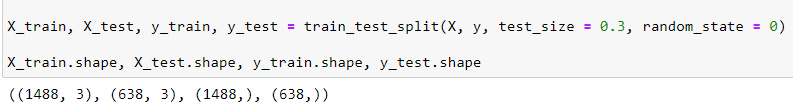 X_train, X_test, y_train, y_test = train_test_split(X, y, test_size = 0.3, random_state = 0)
X_train.shape, X_test.shape, y_train.shape, y_test.shape
((1488, 3), (638, 3), (1488,), (638,))